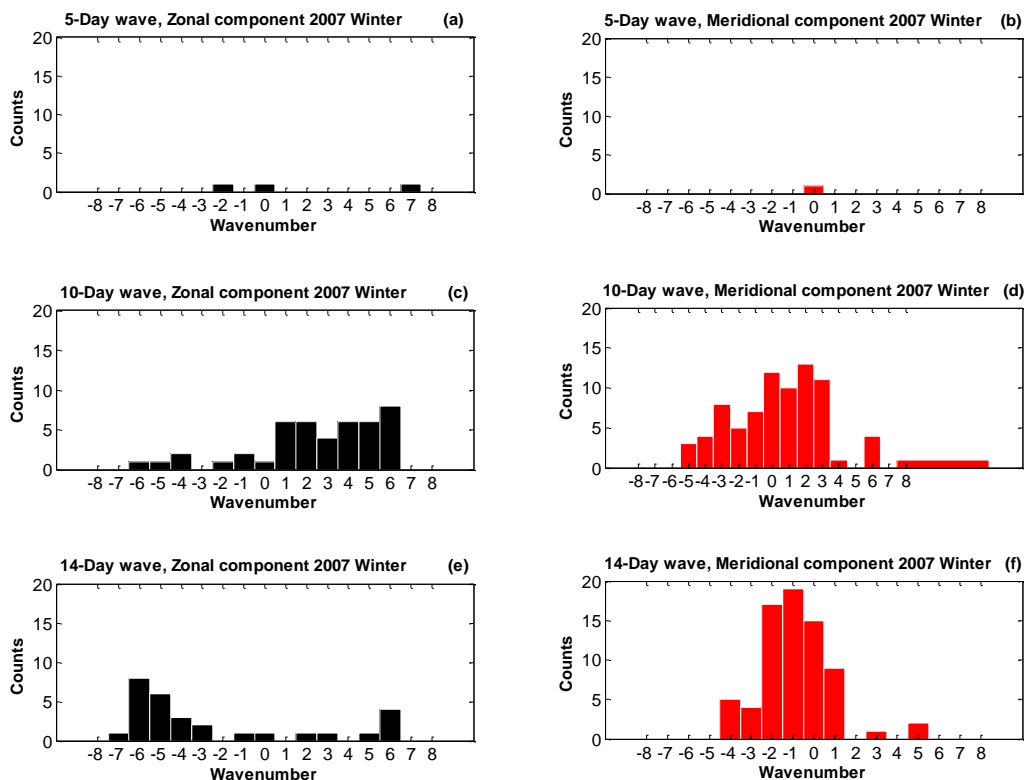 5-Day wave, Zonal component 2007 Winter (a)
20
15
10
5
0
Counts
-8 -7 -6 -5 -4 -3 -2 -1 0 1 2 3 4 5 6 7 8
Wavenumber
5-Day wave, Meridional component 2007 Winter (b)
20
15
10
5
0
Counts
-8 -7 -6 -5 -4 -3 -2 -1 0 1 2 3 4 5 6 7 8
Wavenumber
10-Day wave, Zonal component 2007 Winter (c)
20
15
10
5
0
Counts
-8 -7 -6 -5 -4 -3 -2 -1 0 1 2 3 4 5 6 7 8
Wavenumber
10-Day wave, Meridional component 2007 Winter (d)
20
15
10
5
0
Counts
-8 -7 -6 -5 -4 -3 -2 -1 0 1 2 3 4 5 6 7 8
Wavenumber
14-Day wave, Zonal component 2007 Winter (e)
20
15
10
5
0
Counts
-8 -7 -6 -5 -4 -3 -2 -1 0 1 2 3 4 5 6 7 8
Wavenumber
14-Day wave, Meridional component 2007 Winter (f)
20
15
10
5
0
Counts
-8 -7 -6 -5 -4 -3 -2 -1 0 1 2 3 4 5 6 7 8
Wavenumber